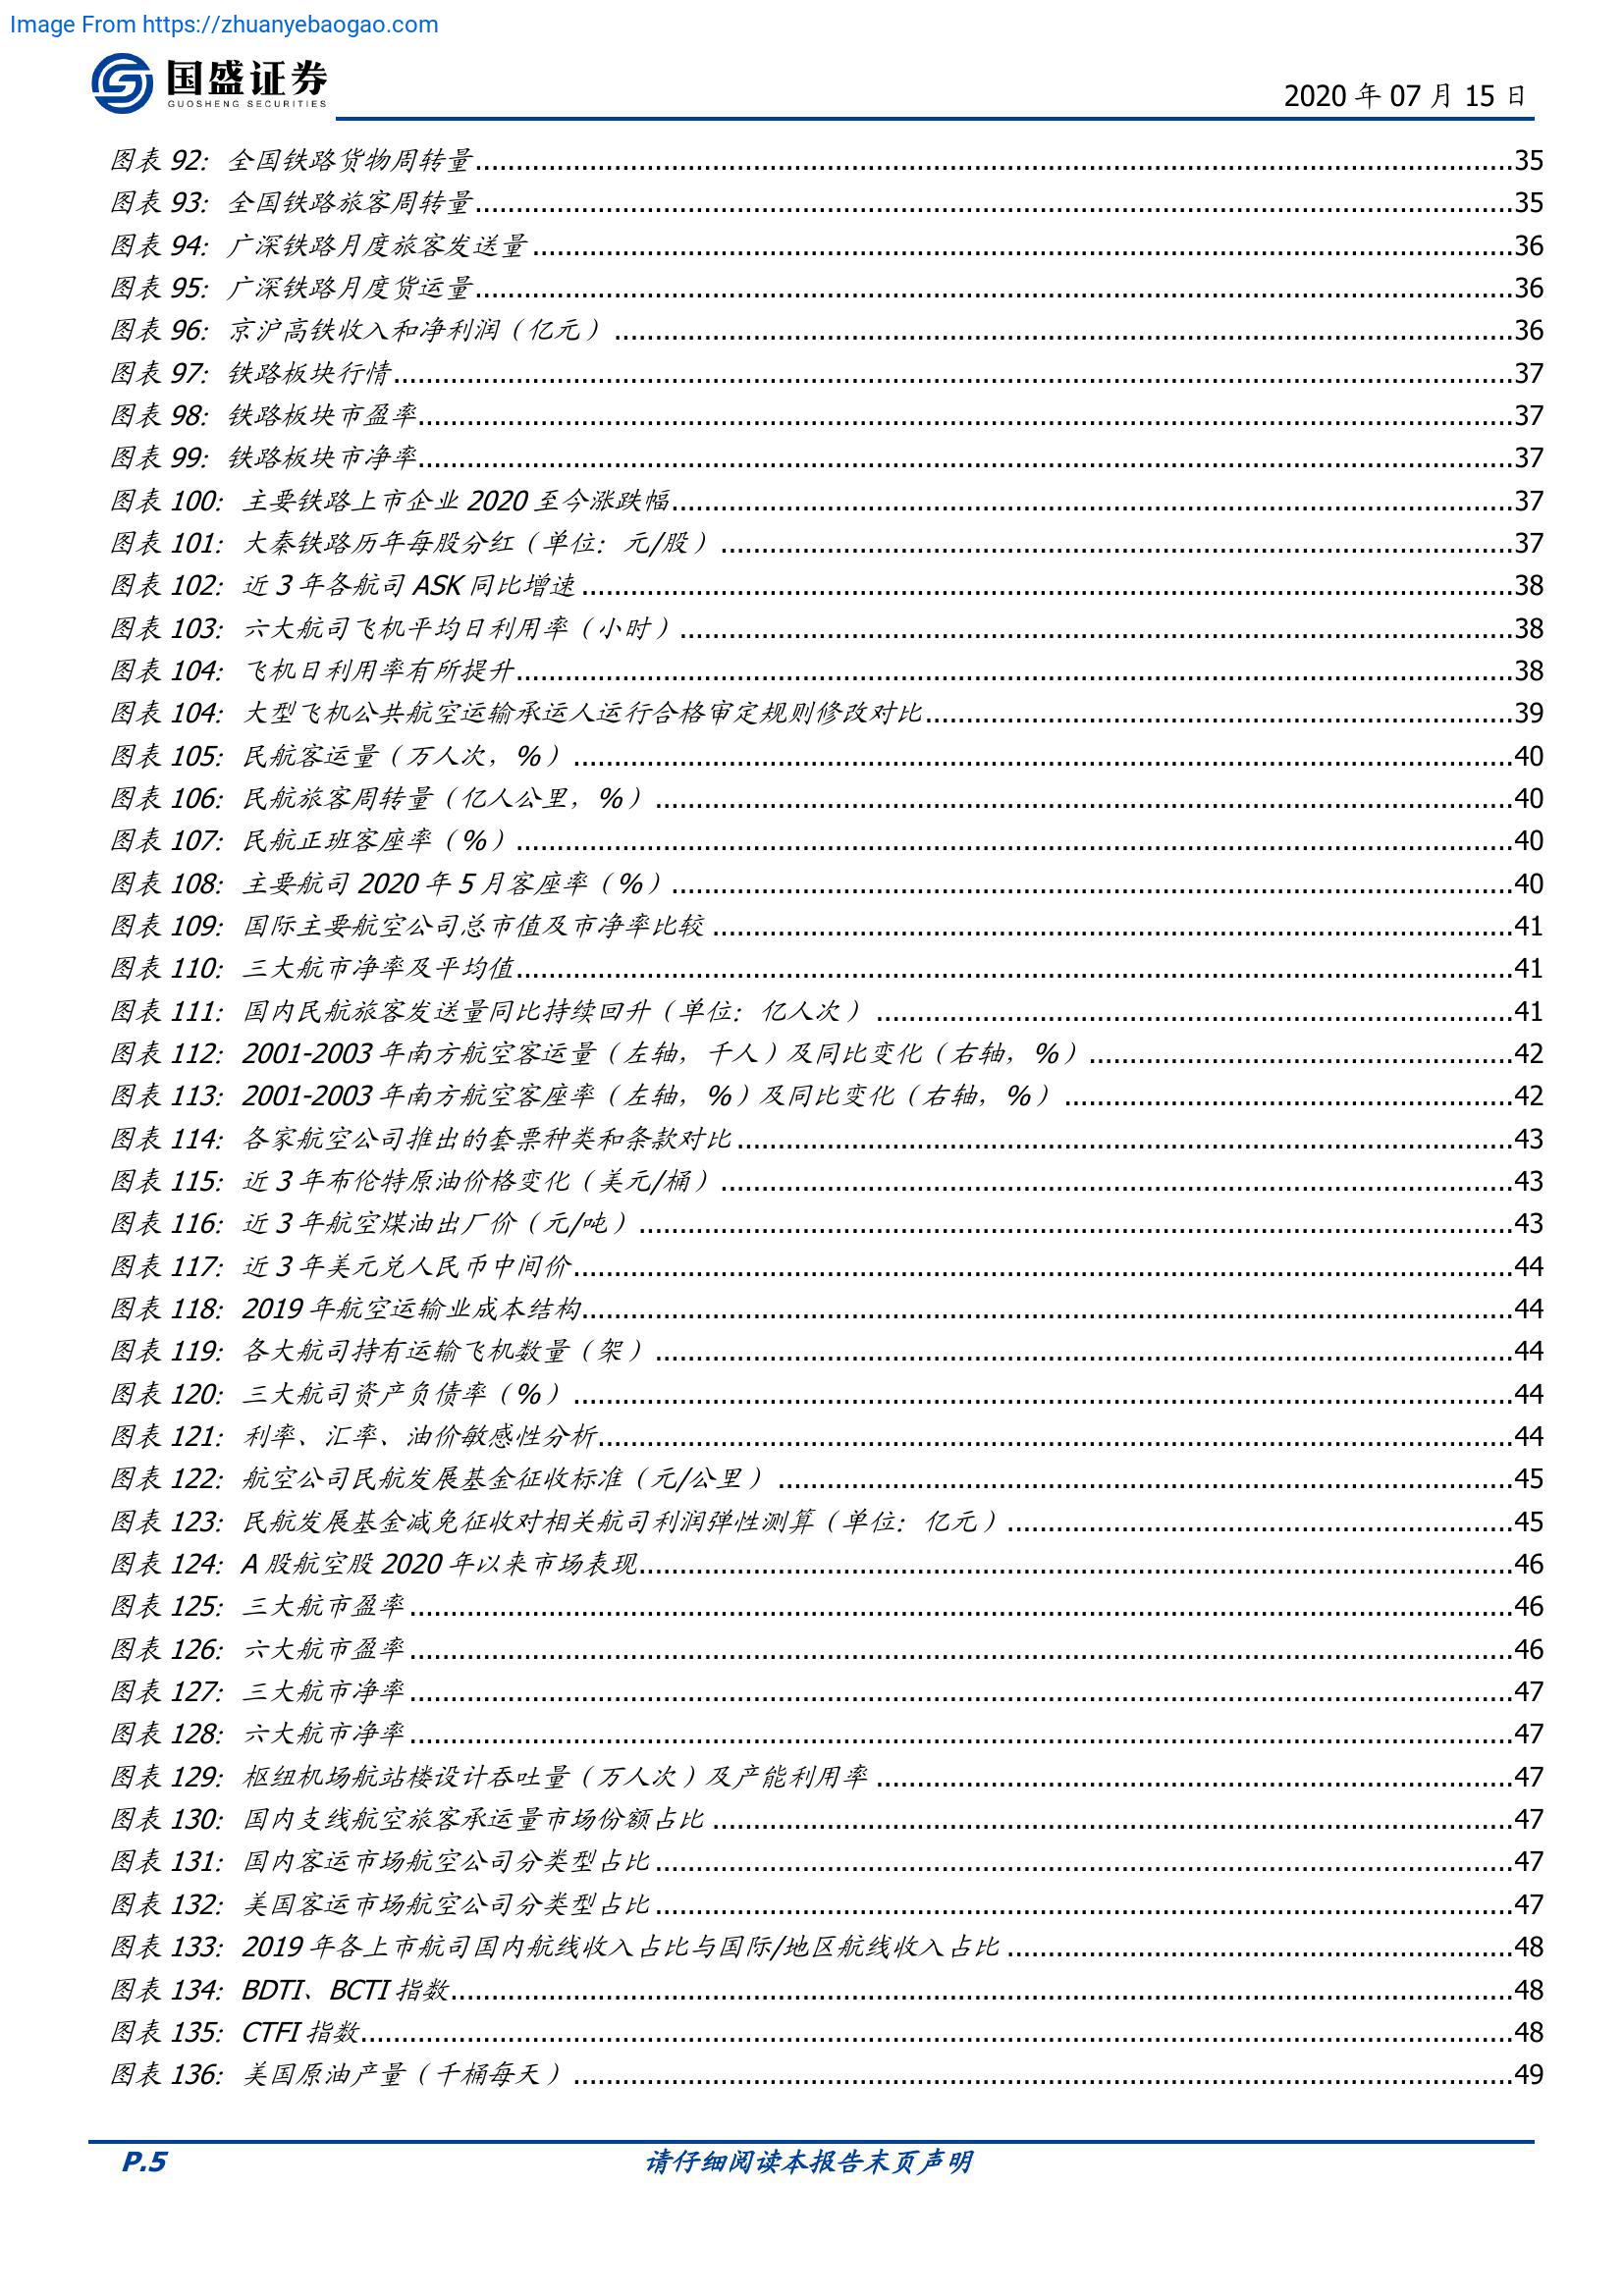 Image From https://zhuanyebaogao.com
国盛证券
GUOSHENG SECURITIES
2020 年 07 月 15 日
图表 92：全国铁路货物周转量........35
图表 93：全国铁路旅客周转量........35
图表 94：广深铁路月度旅客发送量........36
图表 95：广深铁路月度货运量........36
图表 96：京沪高铁收入和净利润（亿元）........36
图表 97：铁路板块行情........37
图表 98：铁路板块市盈率........37
图表 99：铁路板块市净率........37
图表 100：主要铁路上市企业 2020 至今涨跌幅........37
图表 101：大秦铁路历年每股分红（单位：元/股）........37
图表 102：近 3 年各航司 ASK 同比增速........38
图表 103：六大航司飞机平均日利用率（小时）........38
图表 104：飞机日利用率有所提升........38
图表 104：大型飞机公共航空运输承运人运行合格审定规则修改对比........39
图表 105：民航客运量（万人次，%）........40
图表 106：民航旅客周转量（亿人公里，%）........40
图表 107：民航正班客座率（%）........40
图表 108：主要航司 2020 年 5 月客座率（%）........40
图表 109：国际主要航空公司总市值及市净率比较........41
图表 110：三大航市净率及平均值........41
图表 111：国内民航旅客发送量同比持续回升（单位：亿人次）........41
图表 112：2001-2003 年南方航空客运量（左轴，千人）及同比变化（右轴，%）........42
图表 113：2001-2003 年南方航空客座率（左轴，%）及同比变化（右轴，%）........42
图表 114：各家航空公司推出的套票种类和条款对比........43
图表 115：近 3 年布伦特原油价格变化（美元/桶）........43
图表 116：近 3 年航空煤油出厂价（元/吨）........43
图表 117：近 3 年美元兑人民币中间价........44
图表 118：2019 年航空运输业成本结构........44
图表 119：各大航司持有运输飞机数量（架）........44
图表 120：三大航司资产负债率（%）........44
图表 121：利率、汇率、油价敏感性分析........44
图表 122：航空公司民航发展基金征收标准（元/公里）........45
图表 123：民航发展基金减免征收对相关航司利润弹性测算（单位：亿元）........45
图表 124：A 股航空股 2020 年以来市场表现........46
图表 125：三大航市盈率........46
图表 126：六大航市盈率........46
图表 127：三大航市净率........47
图表 128：六大航市净率........47
图表 129：枢纽机场航站楼设计吞吐量（万人次）及产能利用率........47
图表 130：国内支线航空旅客承运量市场份额占比........47
图表 131：国内客运市场航空公司分类型占比........47
图表 132：美国客运市场航空公司分类型占比........47
图表 133：2019 年各上市航司国内航线收入占比与国际/地区航线收入占比........48
图表 134：BDTI、BCTI 指数........48
图表 135：CTFI 指数........48
图表 136：美国原油产量（千桶每天）........49
P.5
请仔细阅读本报告末页声明